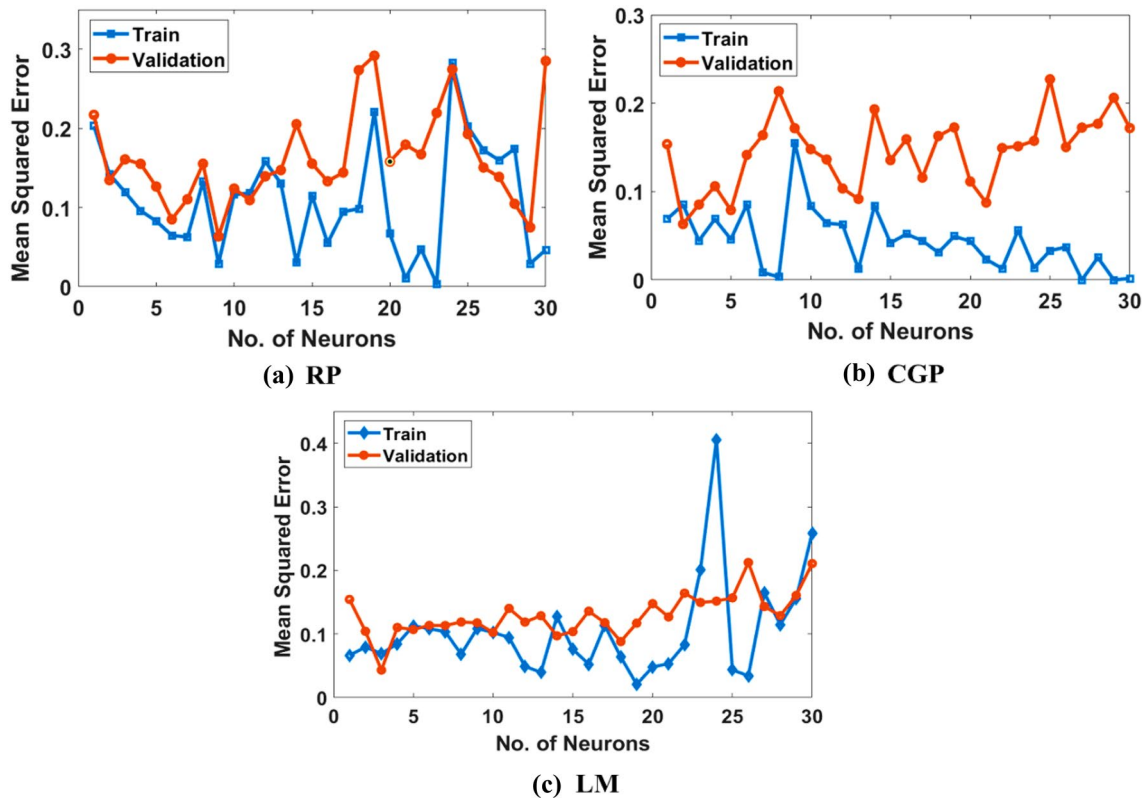 Train
Validation
Mean Squared Error
0.3
0.2
0.1
0
0 5 10 15 20 25 30
No. of Neurons
(a) RP
Train
Validation
Mean Squared Error
0.3
0.2
0.1
0
0 5 10 15 20 25 30
No. of Neurons
(b) CGP
Train
Validation
Mean Squared Error
0.4
0.3
0.2
0.1
0
0 5 10 15 20 25 30
No. of Neurons
(c) LM